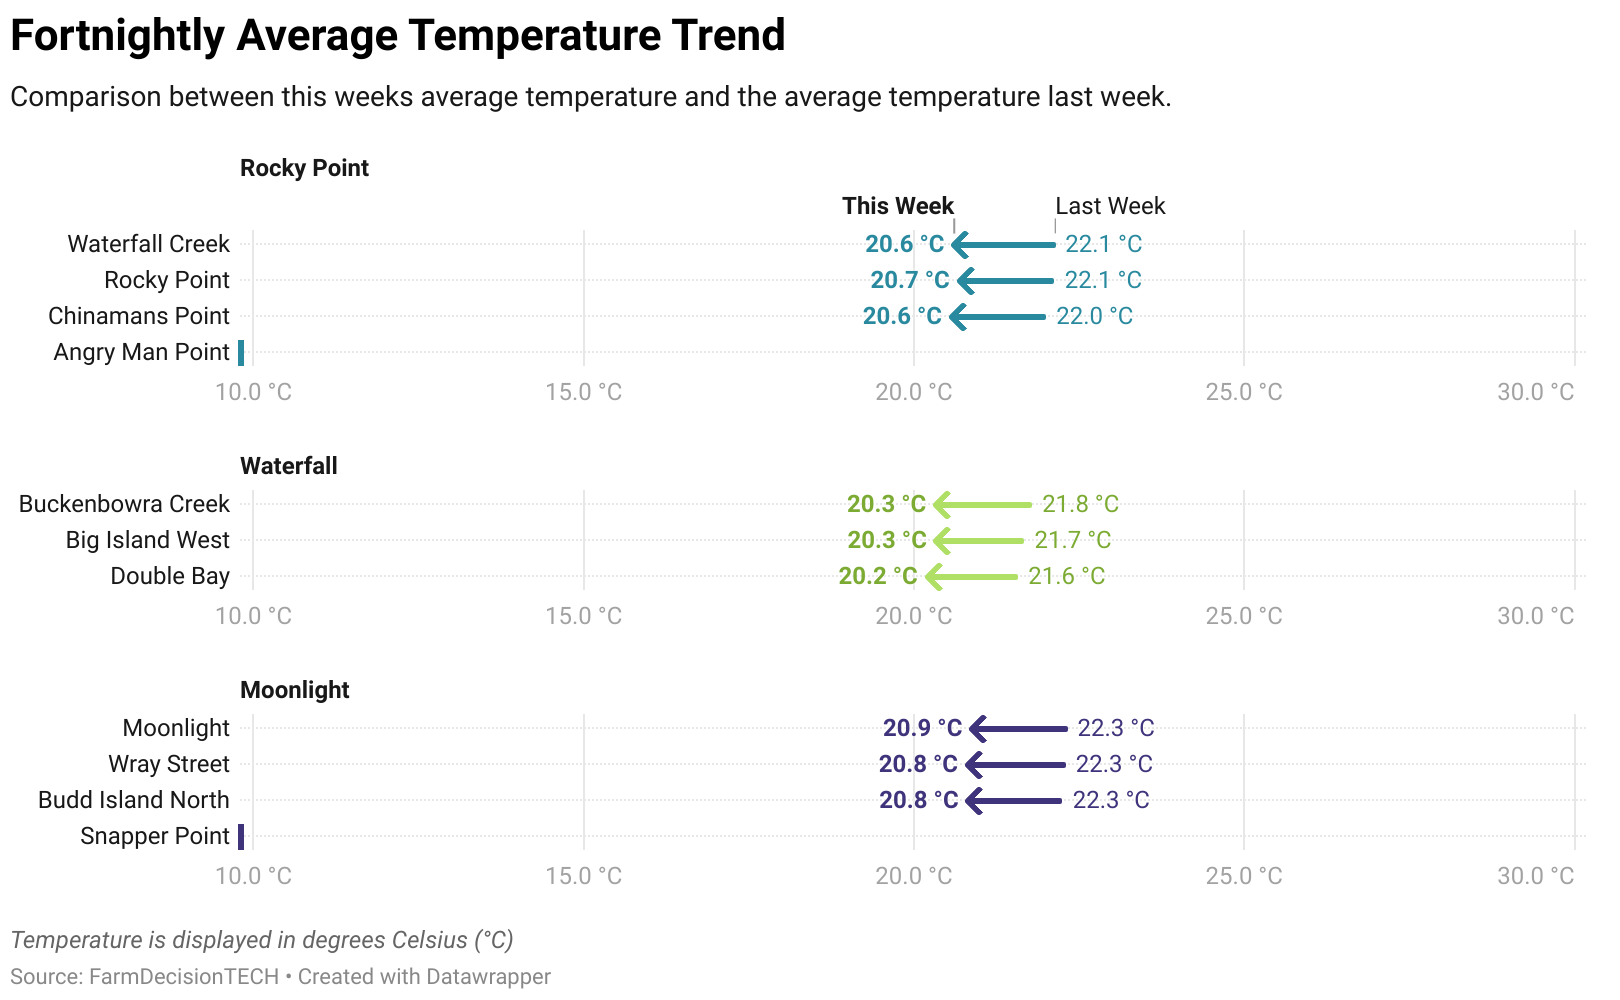 Fortnightly Average Temperature Trend
Comparison between this weeks average temperature and the average temperature last week.
Rocky Point
This Week Last Week
Waterfall Creek 20.6 °C 22.1 °C
Rocky Point 20.7 °C 22.1 °C
Chinamans Point 20.6 °C 22.0 °C
Angry Man Point
10.0 °C 15.0 °C 20.0 °C 25.0 °C 30.0 °C
Waterfall
Buckenbowra Creek 20.3 °C 21.8 °C
Big Island West 20.3 °C 21.7 °C
Double Bay 20.2 °C 21.6 °C
10.0 °C 15.0 °C 20.0 °C 25.0 °C 30.0 °C
Moonlight
Moonlight 20.9 °C 22.3 °C
Wray Street 20.8 °C 22.3 °C
Budd Island North 20.8 °C 22.3 °C
Snapper Point
10.0 °C 15.0 °C 20.0 °C 25.0 °C 30.0 °C
Temperature is displayed in degrees Celsius (°C)
Source: FarmDecisionTECH • Created with Datawrapper